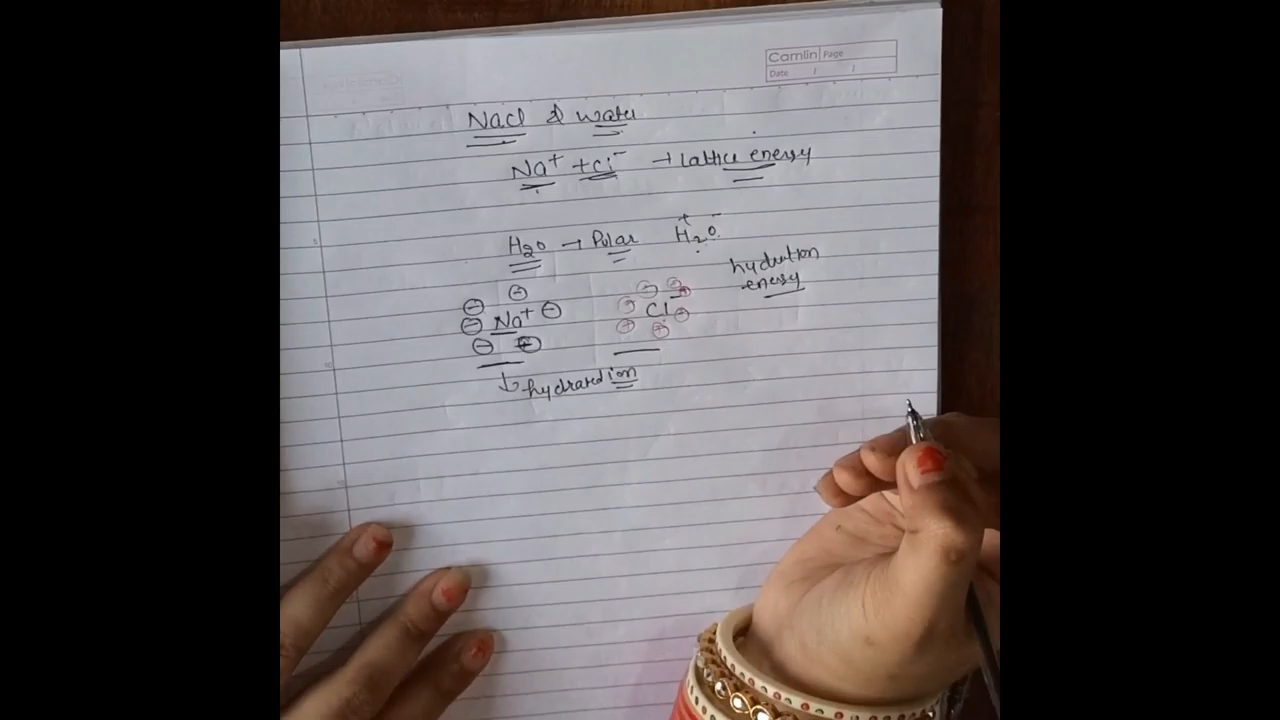 Camlin Page
Date / /
NaCl & water
Na⁺ + Cl⁻ → Lattice energy
H₂O → Polar H₂O
+ -
hydration
energy
Na⁺ Cl⁻
↳ hydrated ion